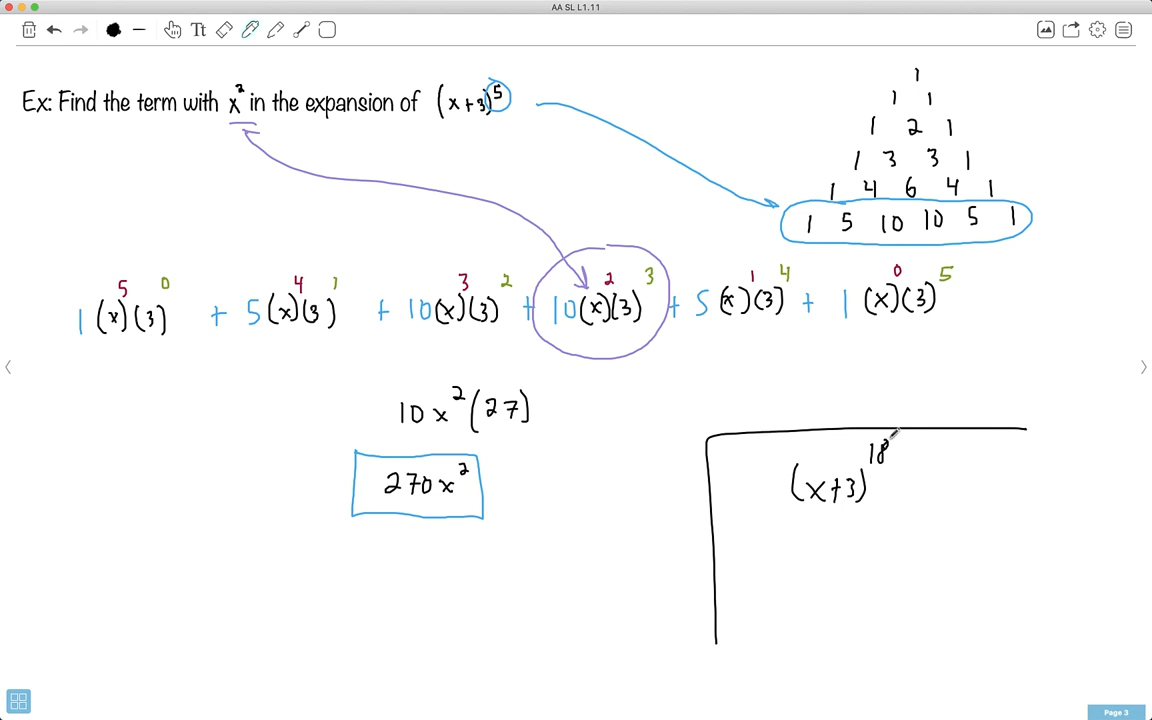 AA SL L1.11
Tt
Ex: Find the term with x² in the expansion of (x+3)⁵
1
1 1
1 2 1
1 3 3 1
1 4 6 4 1
1 5 10 10 5 1
1(x)⁵(3)⁰ + 5(x)⁴(3)¹ + 10(x)³(3)² + 10(x)²(3)³ + 5(x)¹(3)⁴ + 1(x)⁰(3)⁵
10x²(27)
270x²
(x+3)¹⁸
Page 3